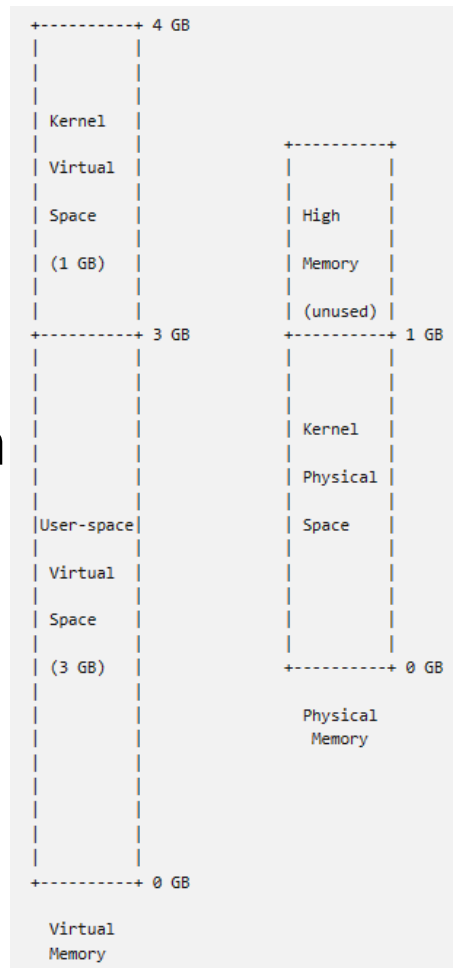 4 GB
Kernel
Virtual
Space
(1 GB)
3 GB
User-space
Virtual
Space
(3 GB)
0 GB
Virtual
Memory
High
Memory
(unused)
1 GB
Kernel
Physical
Space
0 GB
Physical
Memory